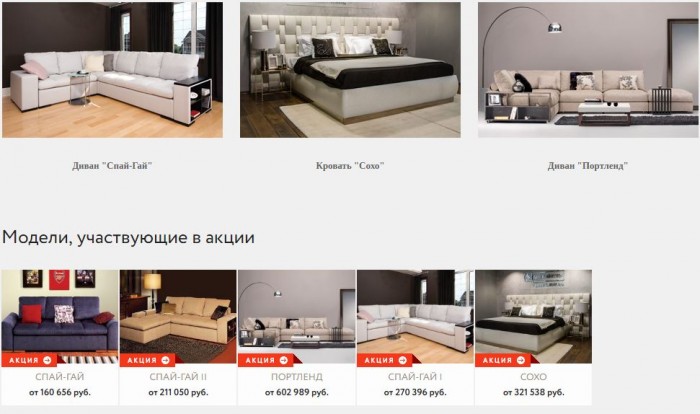 Диван "Спай-Гай"
Кровать "Сохо"
Диван "Портленд"
Модели, участвующие в акции
АКЦИЯ
АКЦИЯ
АКЦИЯ
АКЦИЯ
АКЦИЯ
СПАЙ-ГАЙ
СПАЙ-ГАЙ II
ПОРТЛЕНД
СПАЙ-ГАЙ I
СОХО
от 160 656 руб.
от 211 050 руб.
от 602 989 руб.
от 270 396 руб.
от 321 538 руб.